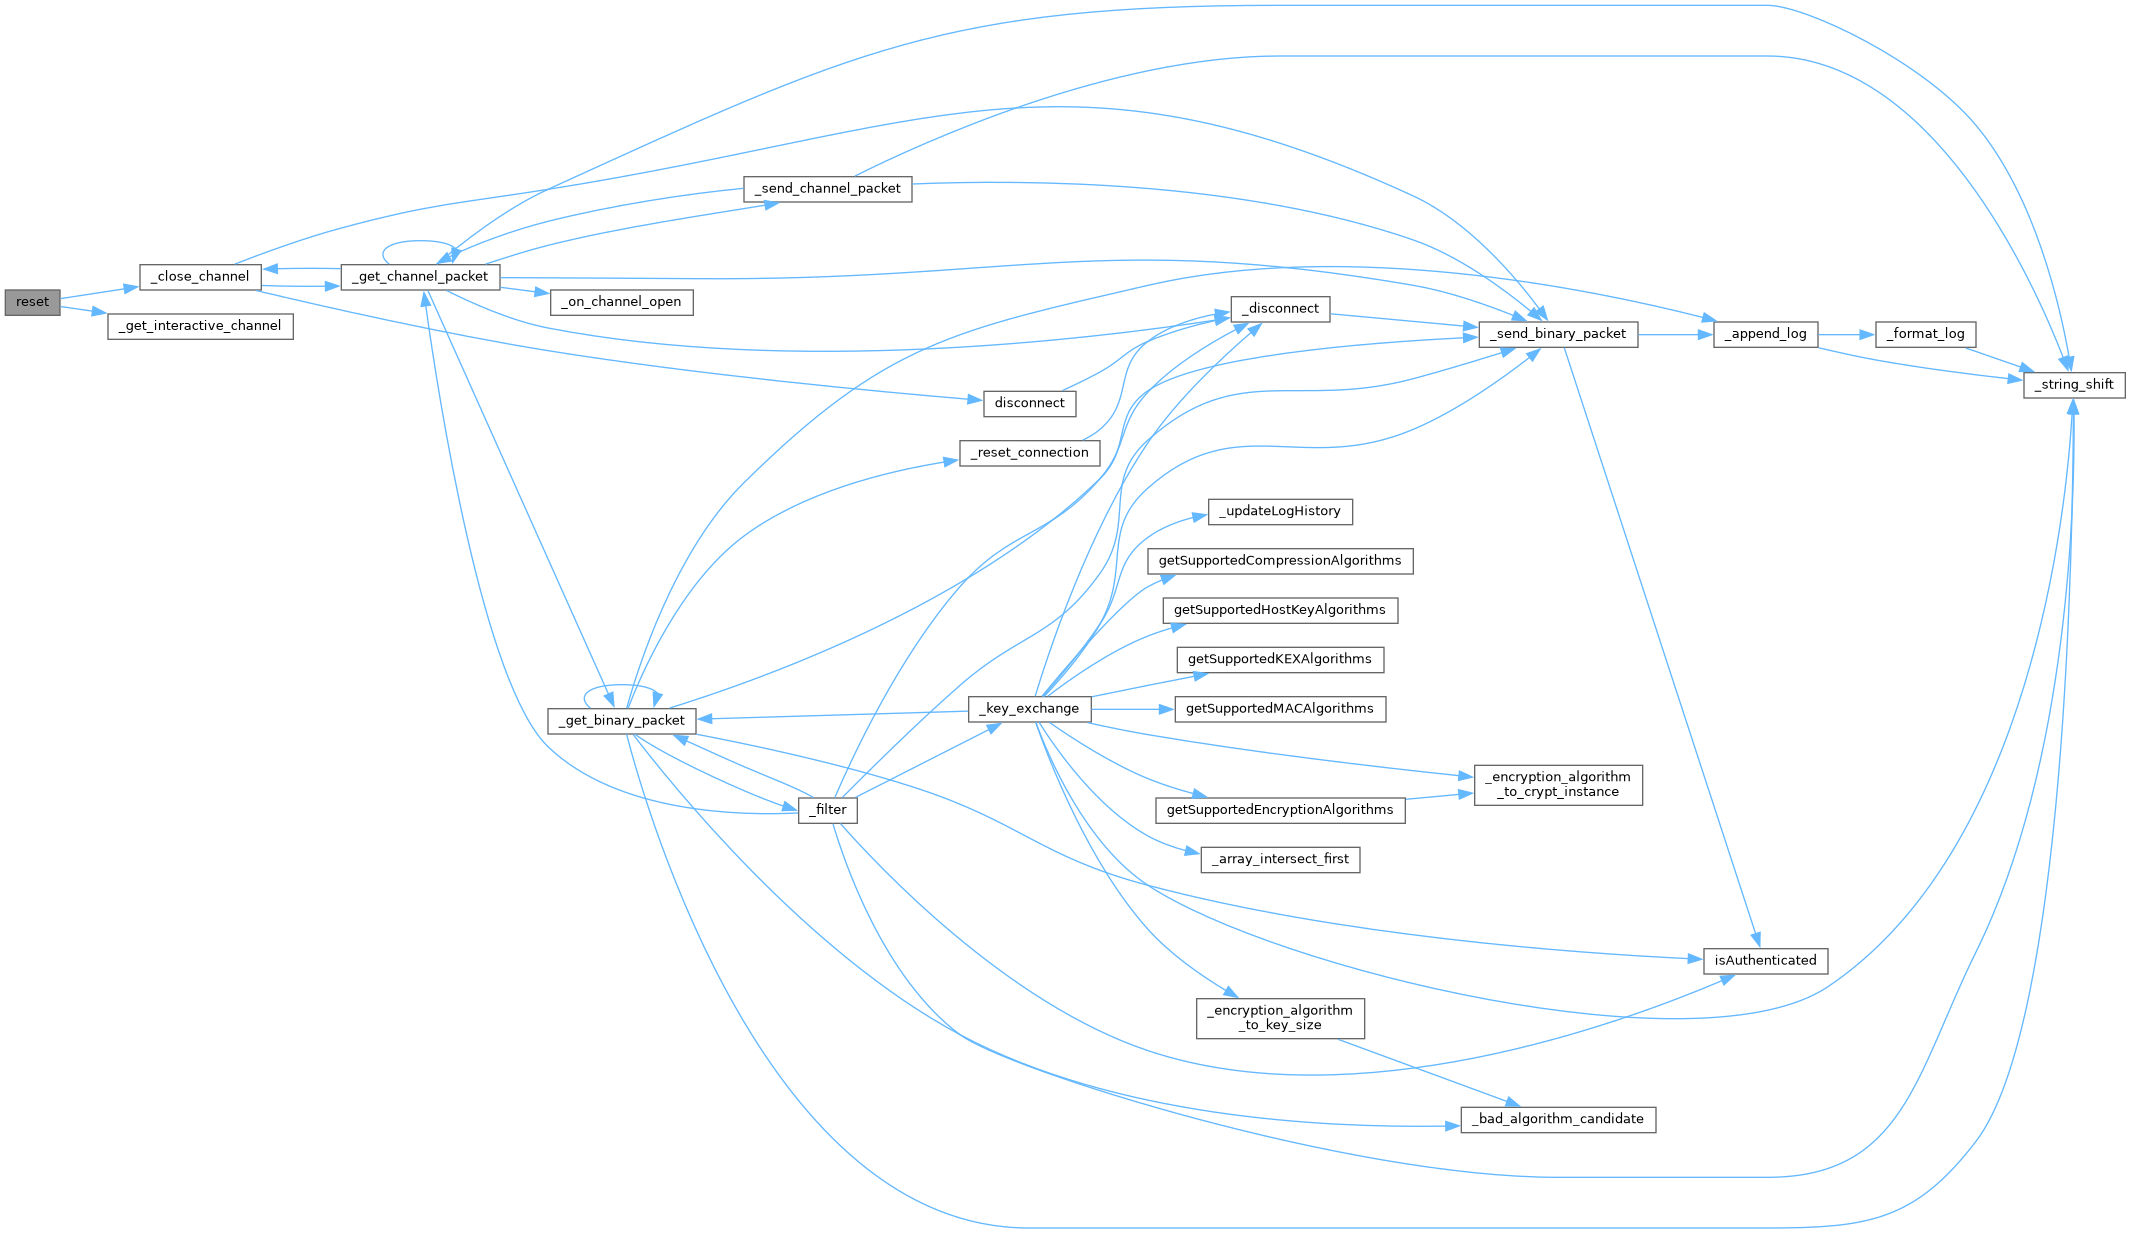 reset
_close_channel
_get_interactive_channel
_get_channel_packet
_send_channel_packet
_on_channel_open
_disconnect
disconnect
_reset_connection
_send_binary_packet
_append_log
_format_log
_string_shift
_updateLogHistory
getSupportedCompressionAlgorithms
getSupportedHostKeyAlgorithms
getSupportedKEXAlgorithms
getSupportedMACAlgorithms
_get_binary_packet
_key_exchange
_filter
_encryption_algorithm
_to_crypt_instance
getSupportedEncryptionAlgorithms
_array_intersect_first
isAuthenticated
_encryption_algorithm
_to_key_size
_bad_algorithm_candidate